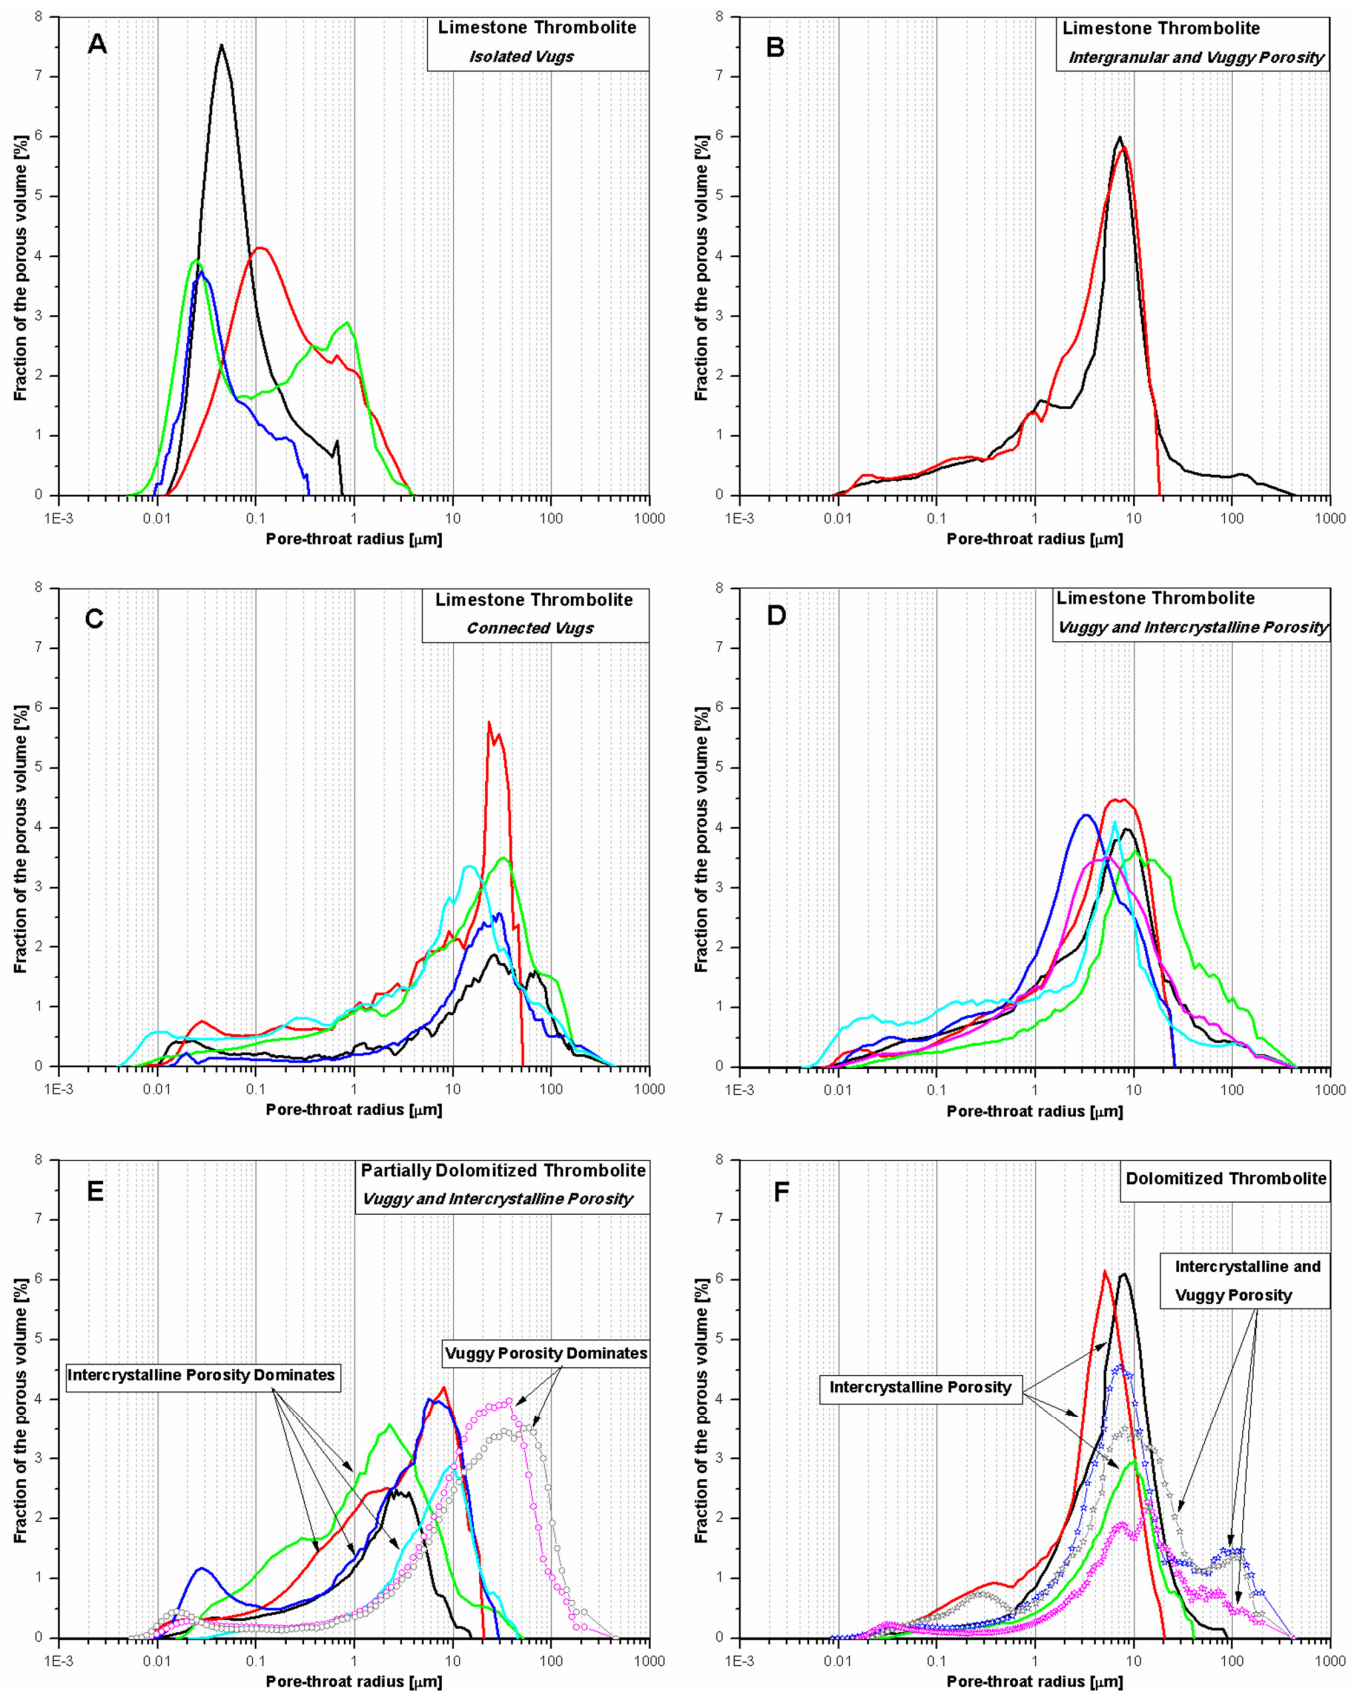 A
Limestone Thrombolite
Isolated Vugs
8
7
6
5
4
3
2
1
0
Fraction of the porous volume [%]
1E-3 0.01 0.1 1 10 100 1000
Pore-throat radius [μm]
B
Limestone Thrombolite
Intergranular and Vuggy Porosity
8
7
6
5
4
3
2
1
0
Fraction of the porous volume [%]
1E-3 0.01 0.1 1 10 100 1000
Pore-throat radius [μm]
C
Limestone Thrombolite
Connected Vugs
8
7
6
5
4
3
2
1
0
Fraction of the porous volume [%]
1E-3 0.01 0.1 1 10 100 1000
Pore-throat radius [μm]
D
Limestone Thrombolite
Vuggy and Intercrystalline Porosity
8
7
6
5
4
3
2
1
0
Fraction of the porous volume [%]
1E-3 0.01 0.1 1 10 100 1000
Pore-throat radius [μm]
E
Partially Dolomitized Thrombolite
Vuggy and Intercrystalline Porosity
Vuggy Porosity Dominates
Intercrystalline Porosity Dominates
8
7
6
5
4
3
2
1
0
Fraction of the porous volume [%]
1E-3 0.01 0.1 1 10 100 1000
Pore-throat radius [μm]
F
Dolomitized Thrombolite
Intercrystalline and
Vuggy Porosity
Intercrystalline Porosity
8
7
6
5
4
3
2
1
0
Fraction of the porous volume [%]
1E-3 0.01 0.1 1 10 100 1000
Pore-throat radius [μm]